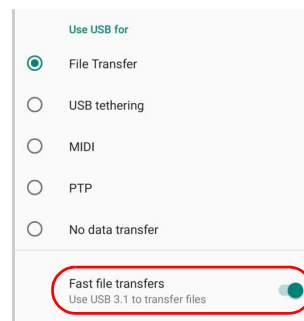 Use USB for
File Transfer
USB tethering
MIDI
PTP
No data transfer
Fast file transfers
Use USB 3.1 to transfer files